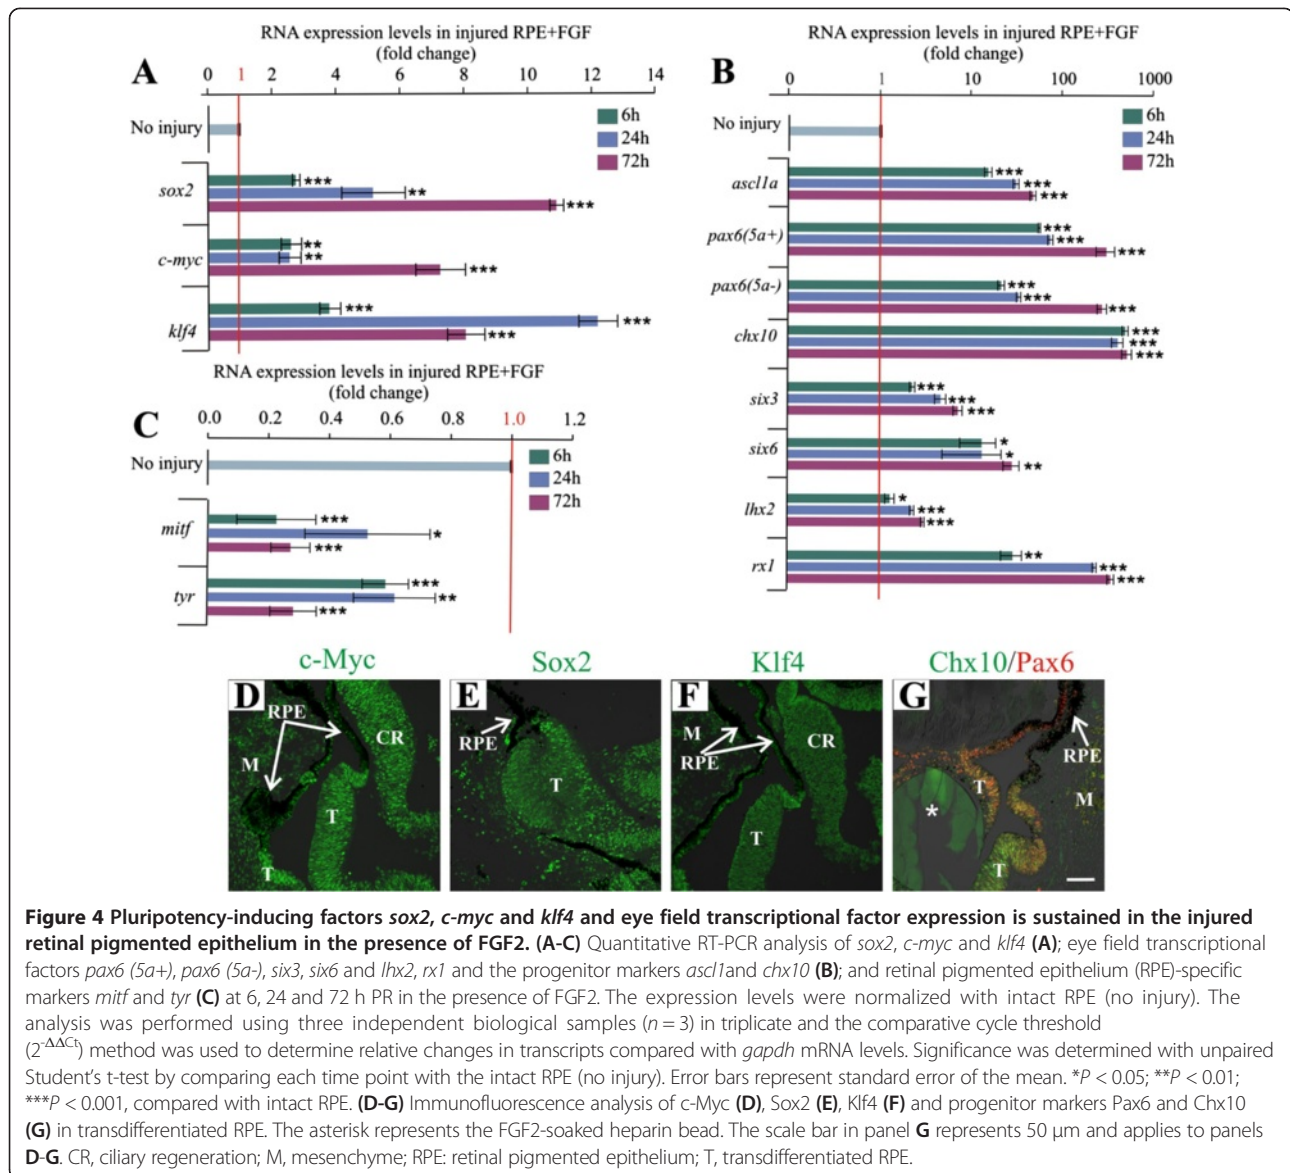 RNA expression levels in injured RPE+FGF
(fold change)
A
0 1 2 4 6 8 10 12 14
No injury
6h
24h
72h
sox2
***
**
***
c-myc
**
**
***
klf4
***
***
***
RNA expression levels in injured RPE+FGF
(fold change)
B
0 1 10 100 1000
No injury
6h
24h
72h
ascl1a
***
***
***
pax6(5a+)
***
***
***
pax6(5a-)
***
***
***
chx10
***
***
***
six3
***
***
***
six6
*
*
**
lhx2
*
***
***
rx1
**
***
***
RNA expression levels in injured RPE+FGF
(fold change)
C
0.0 0.2 0.4 0.6 0.8 1.0 1.2
No injury
6h
24h
72h
mitf
***
*
***
tyr
***
**
***
c-Myc
D
RPE
CR
M
T
T
Sox2
E
RPE
T
Klf4
F
M
RPE
CR
T
Chx10/Pax6
G
RPE
T
M
*
T
Figure 4 Pluripotency-inducing factors sox2, c-myc and klf4 and eye field transcriptional factor expression is sustained in the injured
retinal pigmented epithelium in the presence of FGF2. (A-C) Quantitative RT-PCR analysis of sox2, c-myc and klf4 (A); eye field transcriptional
factors pax6 (5a+), pax6 (5a-), six3, six6 and lhx2, rx1 and the progenitor markers ascl1and chx10 (B); and retinal pigmented epithelium (RPE)-specific
markers mitf and tyr (C) at 6, 24 and 72 h PR in the presence of FGF2. The expression levels were normalized with intact RPE (no injury). The
analysis was performed using three independent biological samples (n = 3) in triplicate and the comparative cycle threshold
(2-ΔΔCt) method was used to determine relative changes in transcripts compared with gapdh mRNA levels. Significance was determined with unpaired
Student's t-test by comparing each time point with the intact RPE (no injury). Error bars represent standard error of the mean. *P < 0.05; **P < 0.01;
***P < 0.001, compared with intact RPE. (D-G) Immunofluorescence analysis of c-Myc (D), Sox2 (E), Klf4 (F) and progenitor markers Pax6 and Chx10
(G) in transdifferentiated RPE. The asterisk represents the FGF2-soaked heparin bead. The scale bar in panel G represents 50 μm and applies to panels
D-G. CR, ciliary regeneration; M, mesenchyme; RPE: retinal pigmented epithelium; T, transdifferentiated RPE.